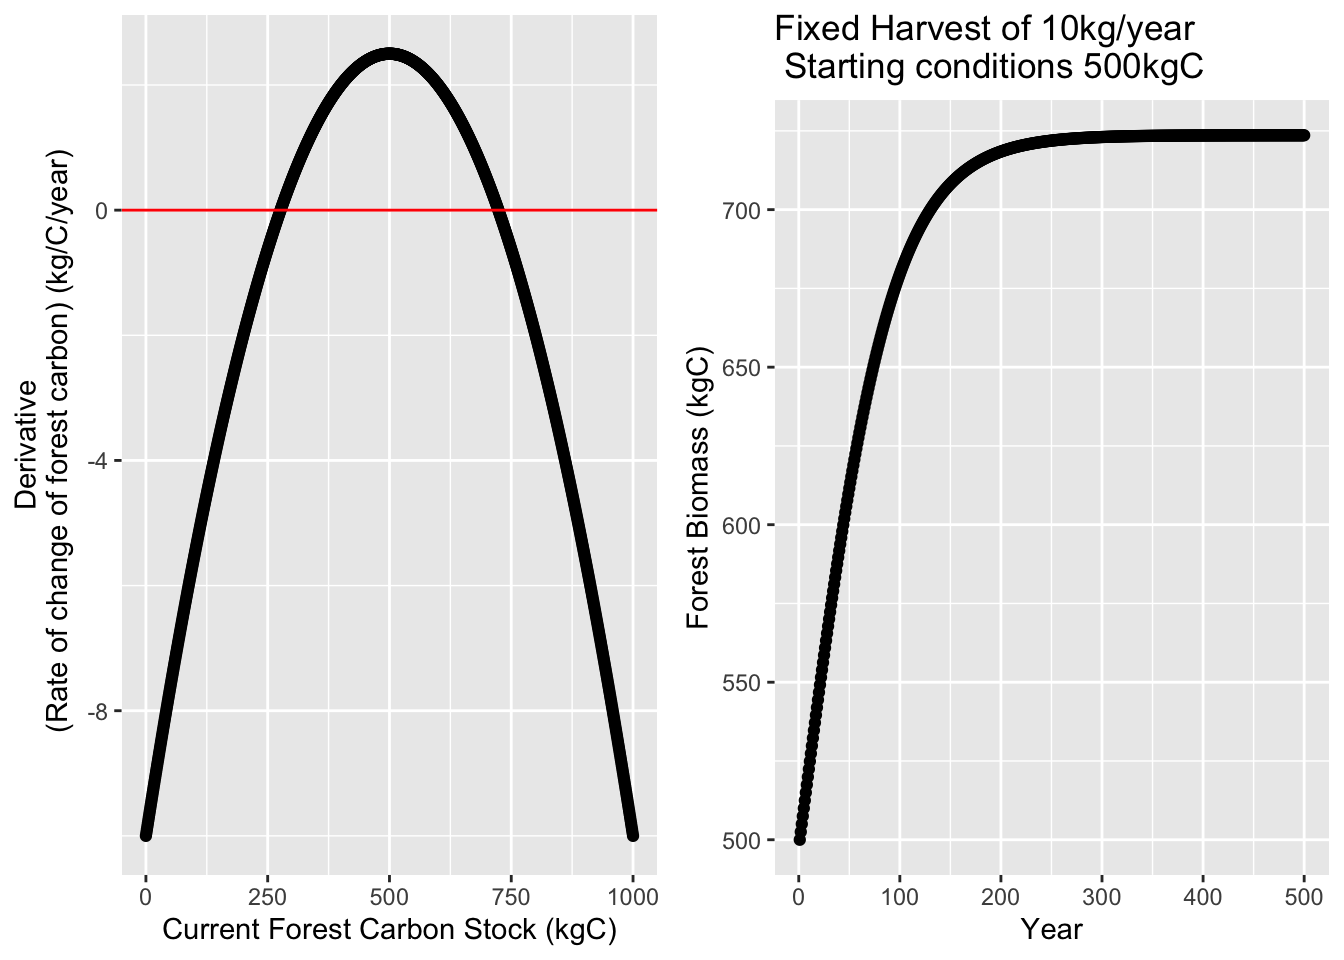 Derivative
(Rate of change of forest carbon) (kg/C/year)
0
-4
-8
0
250
500
750
1000
Current Forest Carbon Stock (kgC)
Fixed Harvest of 10kg/year
Starting conditions 500kgC
Forest Biomass (kgC)
700
650
600
550
500
0
100
200
300
400
500
Year